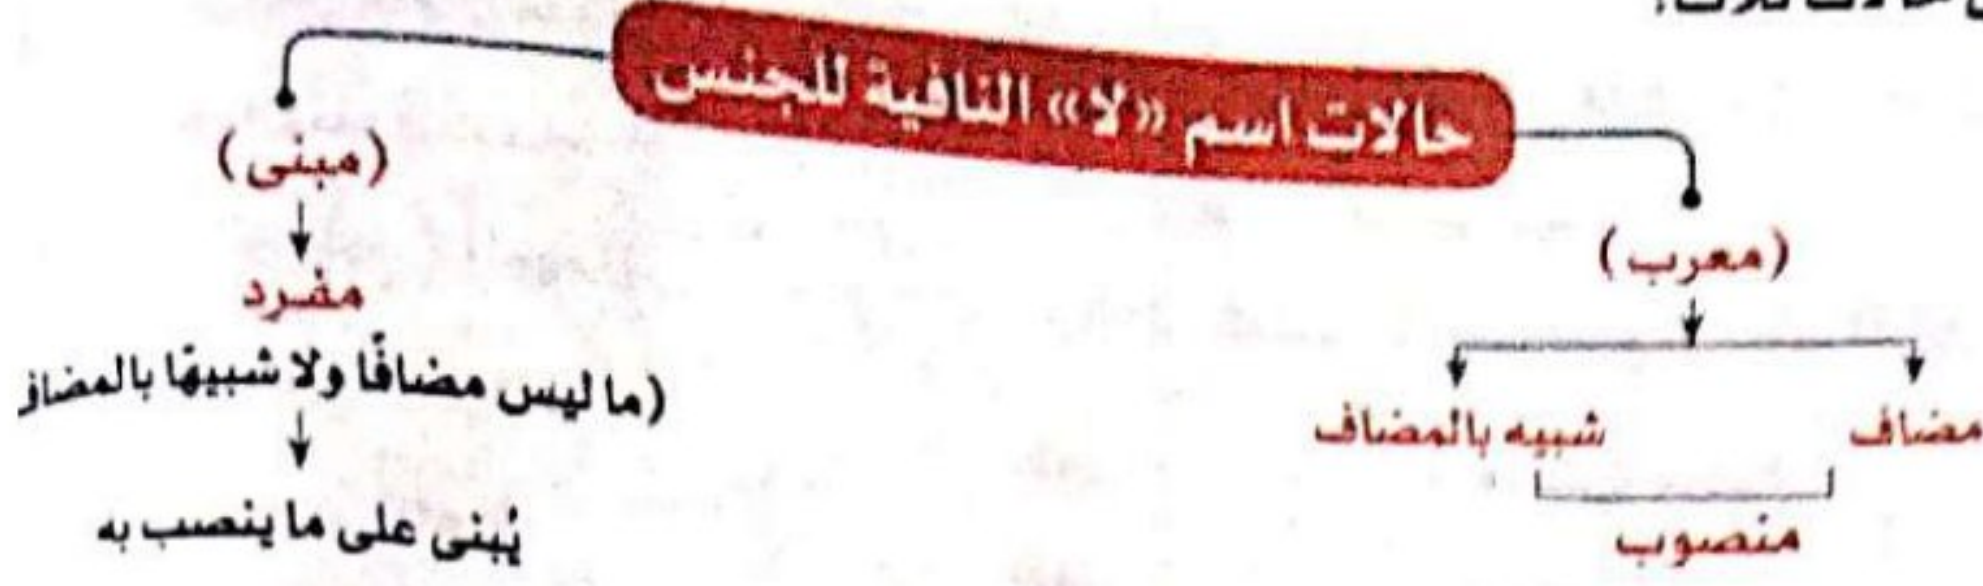 حالات اسم «لا» النافية للجنس
(معرب)
مضاف
شبيه بالمضاف
منصوب
(مبنى)
مفرد
(ما ليس مضافًا ولا شبيهًا بالمضاف
يُبنى على ما ينصب به